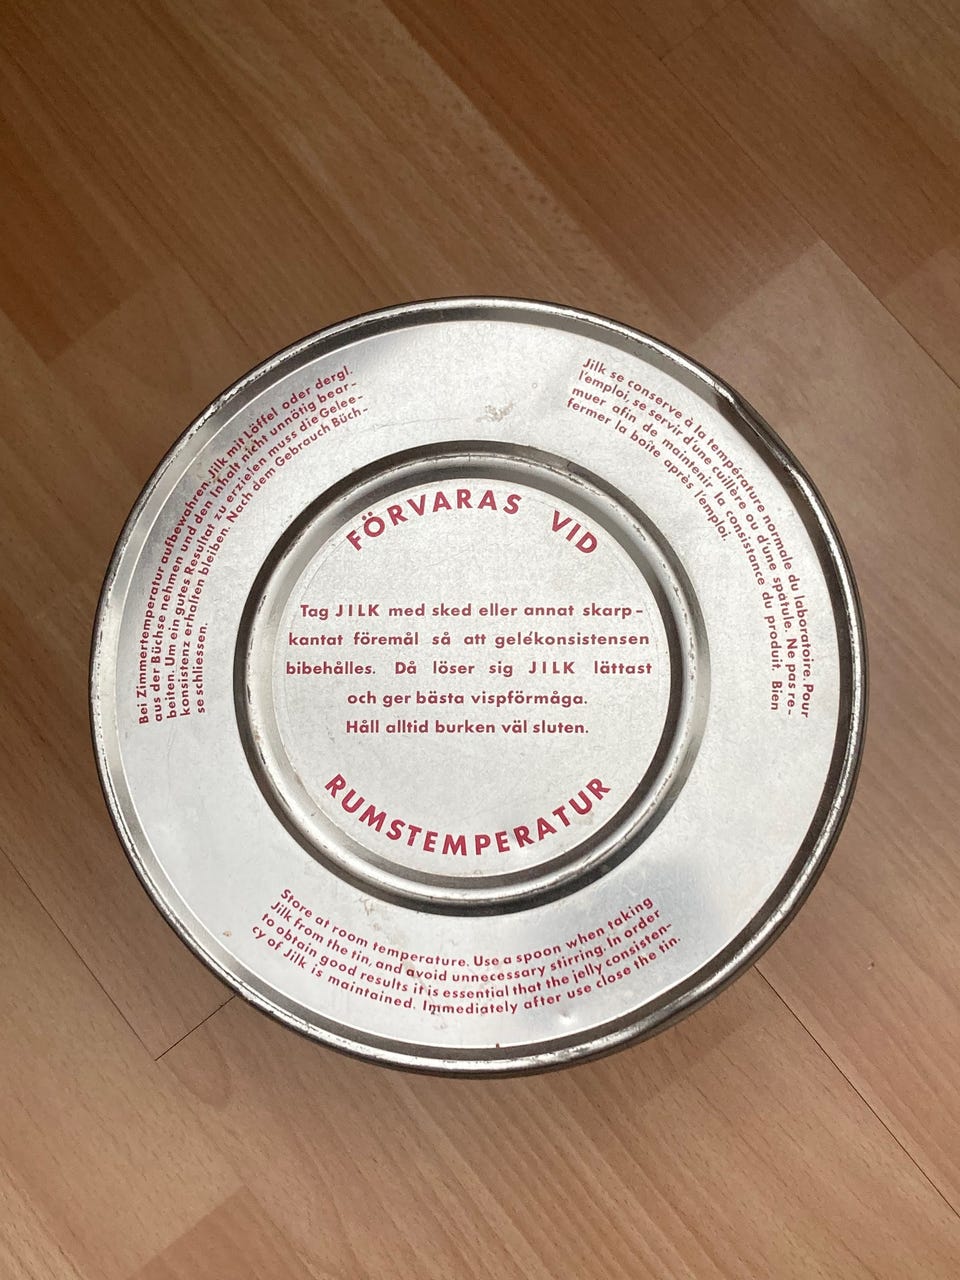 FÖRVARAS VID
Tag JILK med sked eller annat skarp-
kantat föremål så att gelékonsistensen
bibehålles. Då löser sig JILK lättast
och ger bästa vispförmåga.
Håll alltid burken väl sluten.
RUMSTEMPERATUR
Bei Zimmertemperatur aufbewahren. Jilk mit Löffel oder dergl.
aus der Büchse nehmen und den Inhalt nicht unnötig bear-
beiten. Um ein gutes Resultat zu erzielen muss die Gelee-
konsistenz erhalten bleiben. Nach dem Gebrauch Büch-
se schliessen.
Jilk se conserve à la température normale du laboratoire. Pour
l'emploi, se servir d'une cuillère ou d'une spatule. Ne pas re-
muer afin de maintenir la consistance du produit. Bien
fermer la boîte après l'emploi.
Store at room temperature. Use a spoon when taking
Jilk from the tin, and avoid unnecessary stirring. In order
to obtain good results it is essential that the jelly consisten-
cy of Jilk is maintained. Immediately after use close the tin.